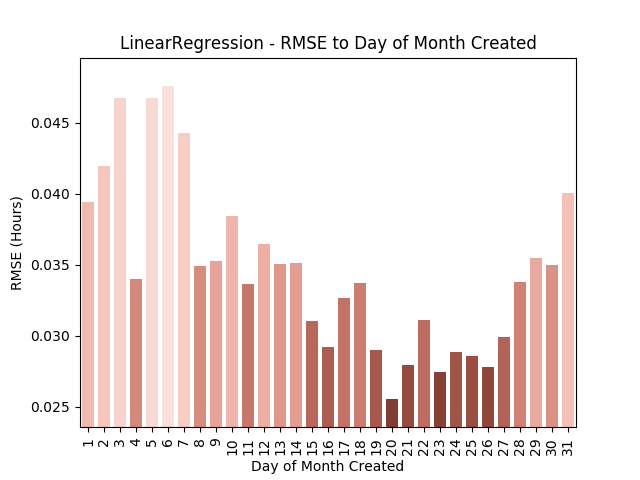 LinearRegression - RMSE to Day of Month Created
RMSE (Hours)
0.045
0.040
0.035
0.030
0.025
1 2 3 4 5 6 7 8 9 10 11 12 13 14 15 16 17 18 19 20 21 22 23 24 25 26 27 28 29 30 31
Day of Month Created